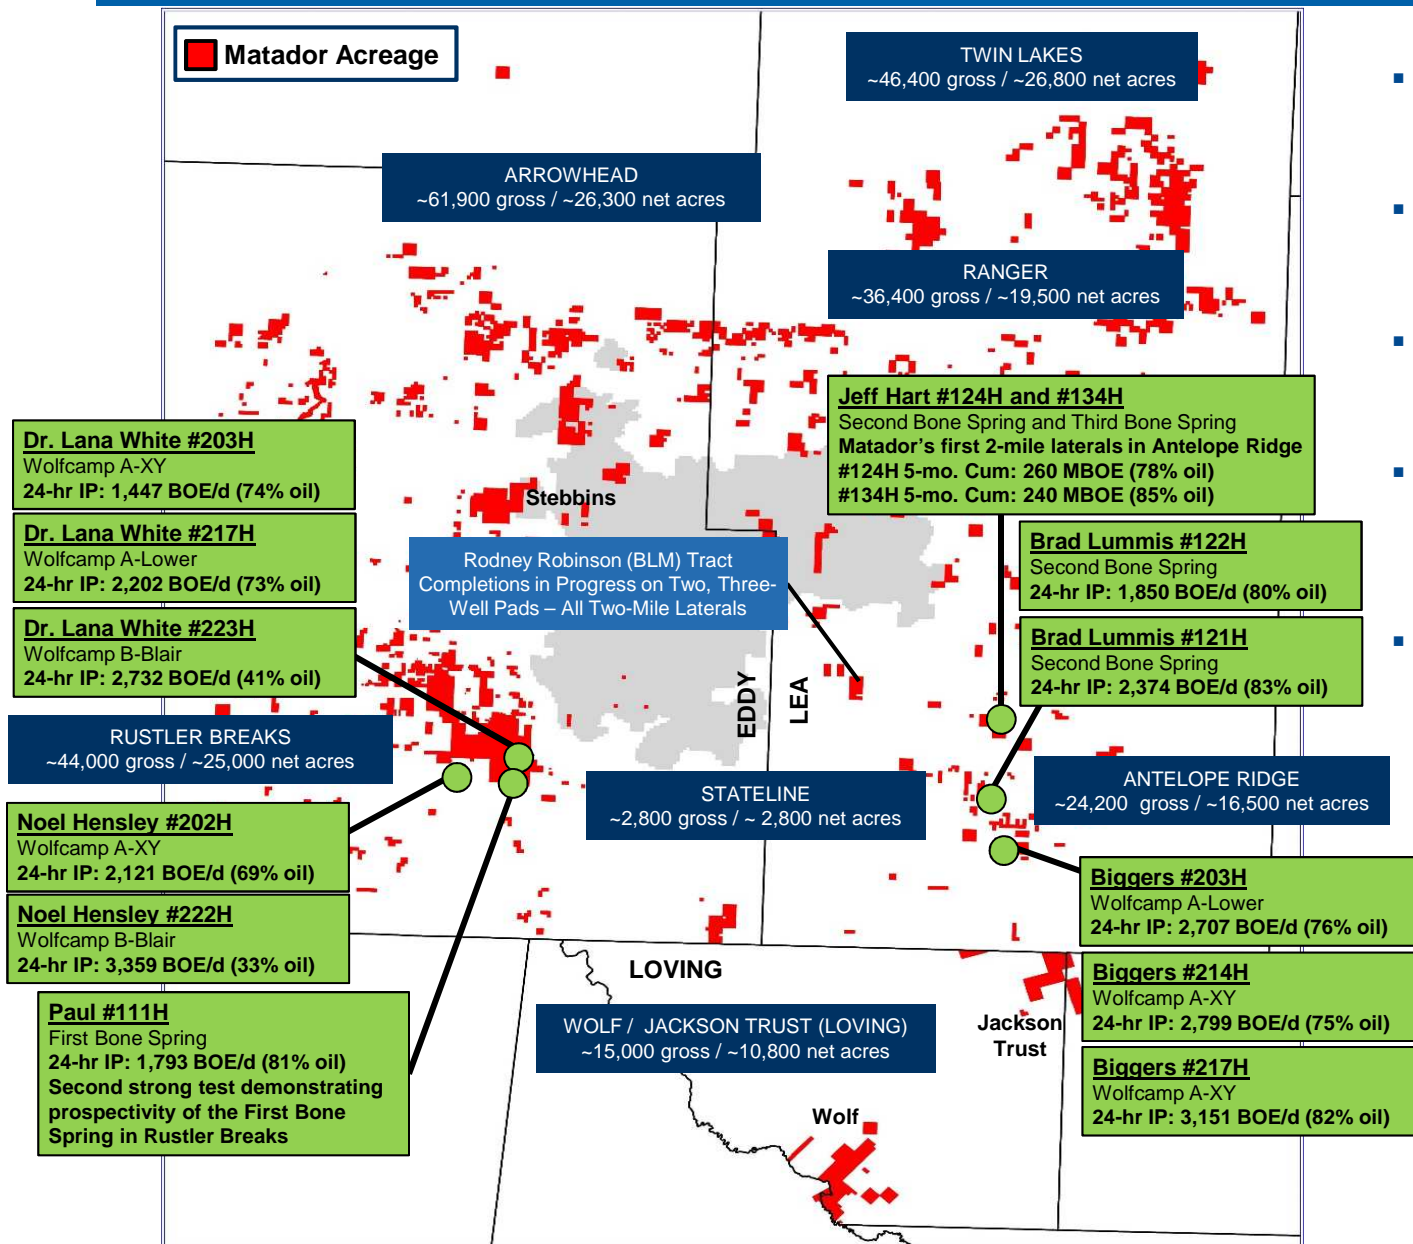 Matador Acreage
TWIN LAKES
~46,400 gross / ~26,800 net acres
ARROWHEAD
~61,900 gross / ~26,300 net acres
RANGER
~36,400 gross / ~19,500 net acres
Jeff Hart #124H and #134H
Second Bone Spring and Third Bone Spring
Matador's first 2-mile laterals in Antelope Ridge
#124H 5-mo. Cum: 260 MBOE (78% oil)
#134H 5-mo. Cum: 240 MBOE (85% oil)
Dr. Lana White #203H
Wolfcamp A-XY
24-hr IP: 1,447 BOE/d (74% oil)
Stebbins
Dr. Lana White #217H
Wolfcamp A-Lower
24-hr IP: 2,202 BOE/d (73% oil)
Rodney Robinson (BLM) Tract
Completions in Progress on Two, Three-
Well Pads – All Two-Mile Laterals
Brad Lummis #122H
Second Bone Spring
24-hr IP: 1,850 BOE/d (80% oil)
Dr. Lana White #223H
Wolfcamp B-Blair
24-hr IP: 2,732 BOE/d (41% oil)
Brad Lummis #121H
Second Bone Spring
24-hr IP: 2,374 BOE/d (83% oil)
EDDY
LEA
RUSTLER BREAKS
~44,000 gross / ~25,000 net acres
STATELINE
~2,800 gross / ~ 2,800 net acres
ANTELOPE RIDGE
~24,200 gross / ~16,500 net acres
Noel Hensley #202H
Wolfcamp A-XY
24-hr IP: 2,121 BOE/d (69% oil)
Noel Hensley #222H
Wolfcamp B-Blair
24-hr IP: 3,359 BOE/d (33% oil)
Biggers #203H
Wolfcamp A-Lower
24-hr IP: 2,707 BOE/d (76% oil)
LOVING
Biggers #214H
Wolfcamp A-XY
24-hr IP: 2,799 BOE/d (75% oil)
Paul #111H
First Bone Spring
24-hr IP: 1,793 BOE/d (81% oil)
Second strong test demonstrating
prospectivity of the First Bone
Spring in Rustler Breaks
WOLF / JACKSON TRUST (LOVING)
~15,000 gross / ~10,800 net acres
Jackson
Trust
Biggers #217H
Wolfcamp A-XY
24-hr IP: 3,151 BOE/d (82% oil)
Wolf